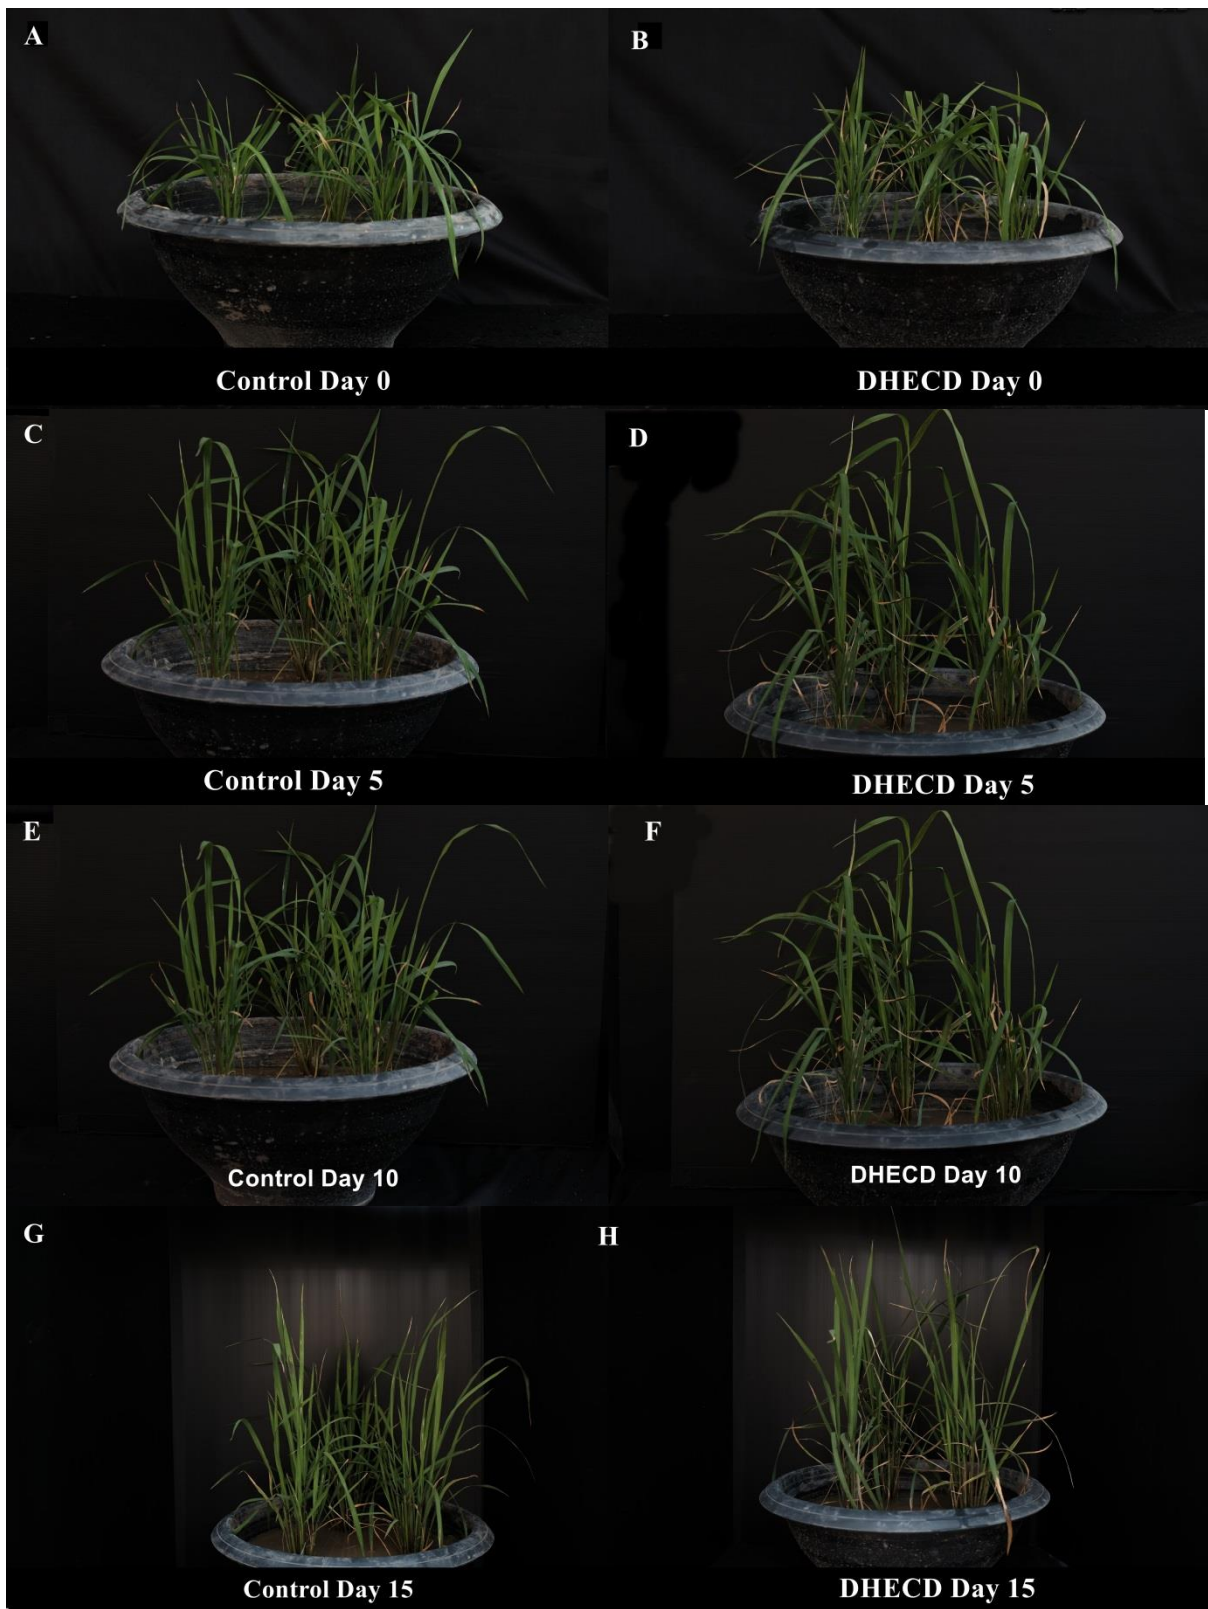 A
B
Control Day 0
DHECD Day 0
C
D
Control Day 5
DHECD Day 5
E
F
Control Day 10
DHECD Day 10
G
H
Control Day 15
DHECD Day 15